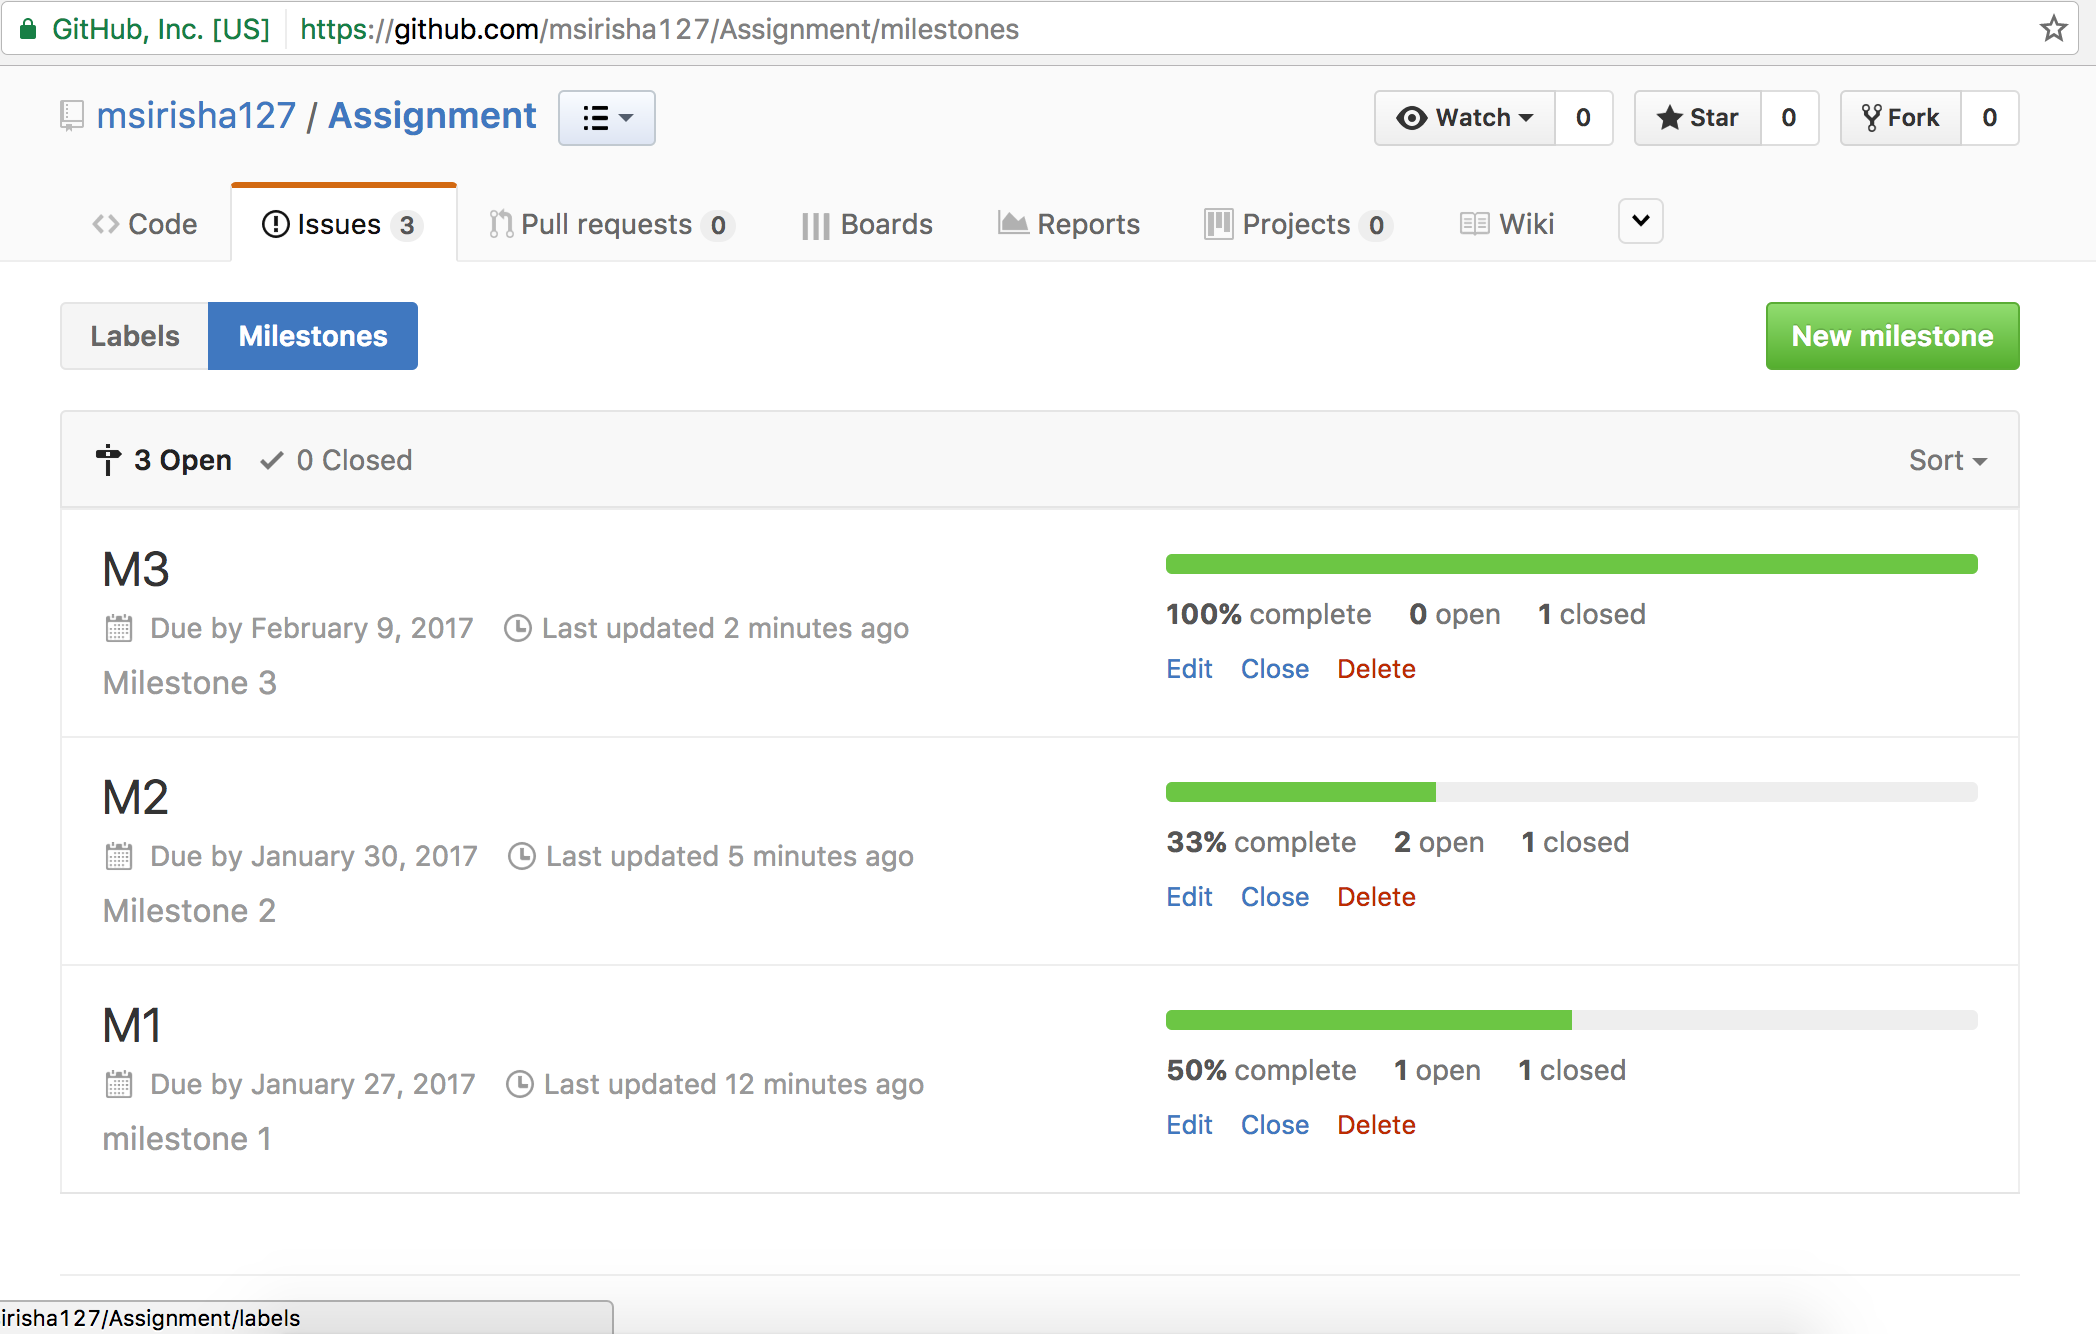 GitHub, Inc. [US] https://github.com/msirisha127/Assignment/milestones
msirisha127 / Assignment Watch 0 Star 0 Fork 0
Code Issues 3 Pull requests 0 Boards Reports Projects 0 Wiki
Labels Milestones New milestone
3 Open 0 Closed Sort
M3
100% complete 0 open 1 closed
Due by February 9, 2017 Last updated 2 minutes ago
Edit Close Delete
Milestone 3
M2
33% complete 2 open 1 closed
Due by January 30, 2017 Last updated 5 minutes ago
Edit Close Delete
Milestone 2
M1
50% complete 1 open 1 closed
Due by January 27, 2017 Last updated 12 minutes ago
Edit Close Delete
milestone 1
irisha127/Assignment/labels